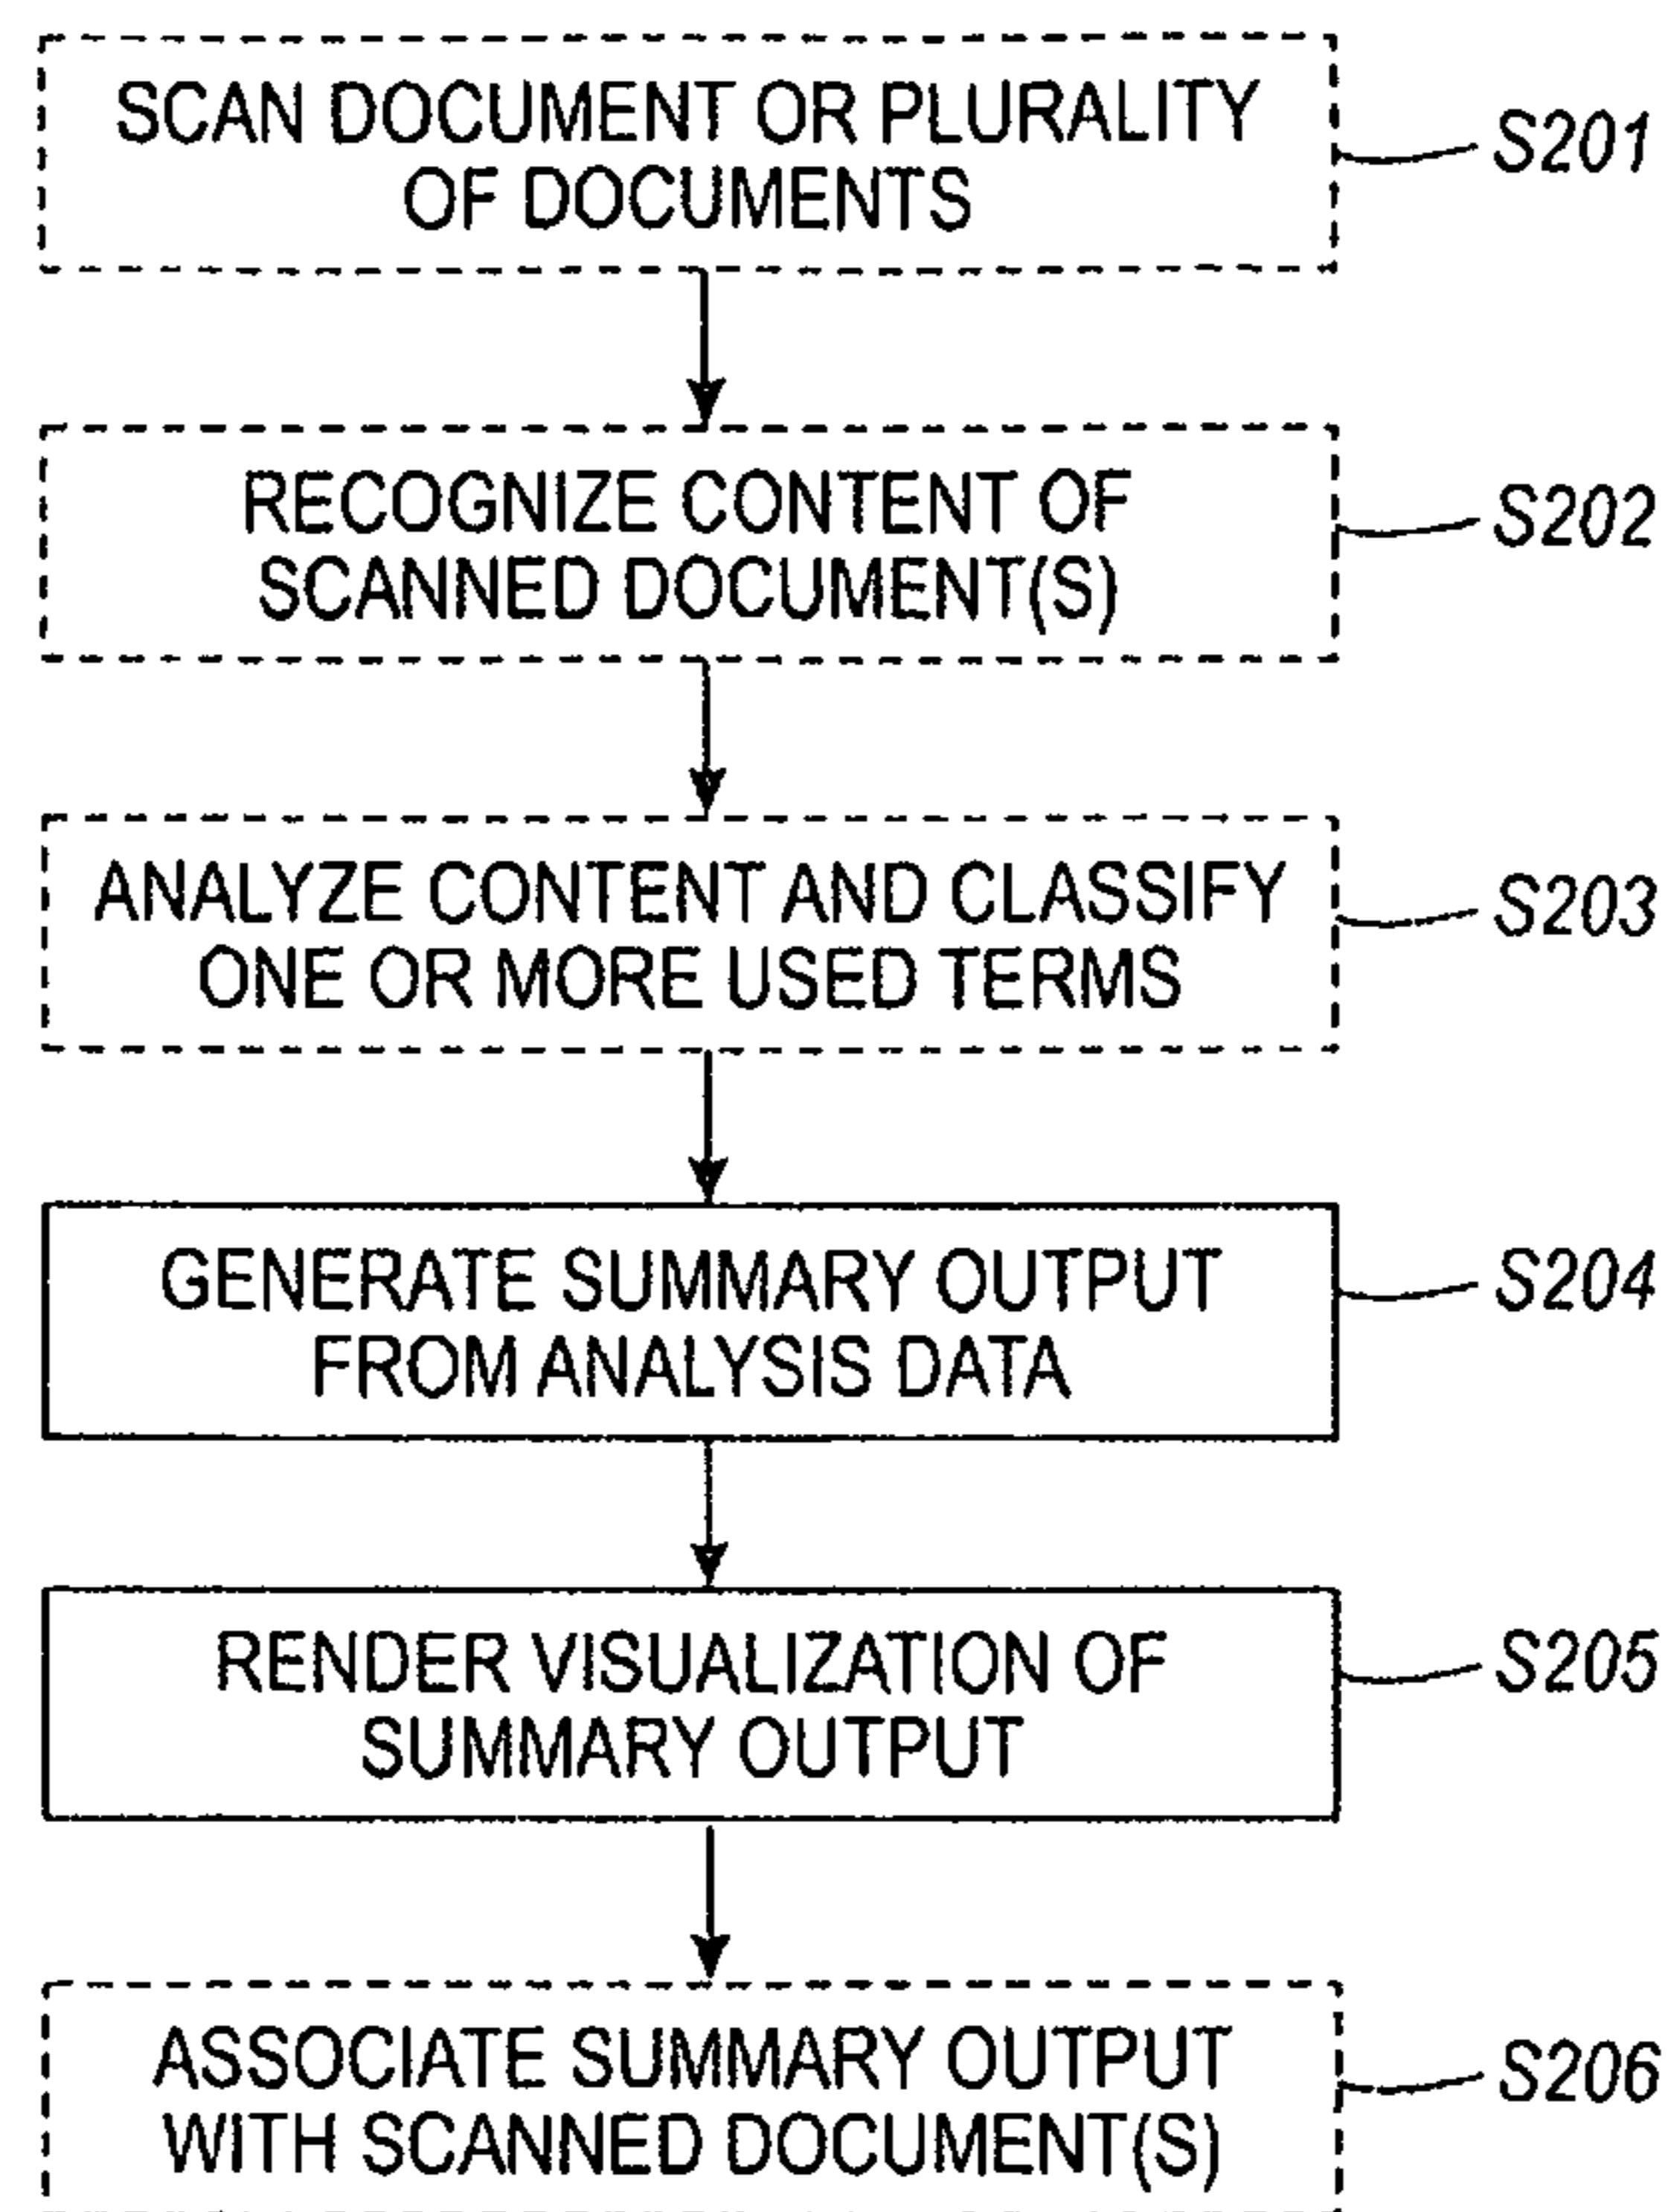 SCAN DOCUMENT OR PLURALITY
OF DOCUMENTS
S201
RECOGNIZE CONTENT OF
SCANNED DOCUMENT(S)
S202
ANALYZE CONTENT AND CLASSIFY
ONE OR MORE USED TERMS
S203
GENERATE SUMMARY OUTPUT
FROM ANALYSIS DATA
S204
RENDER VISUALIZATION OF
SUMMARY OUTPUT
S205
ASSOCIATE SUMMARY OUTPUT
WITH SCANNED DOCUMENT(S)
S206